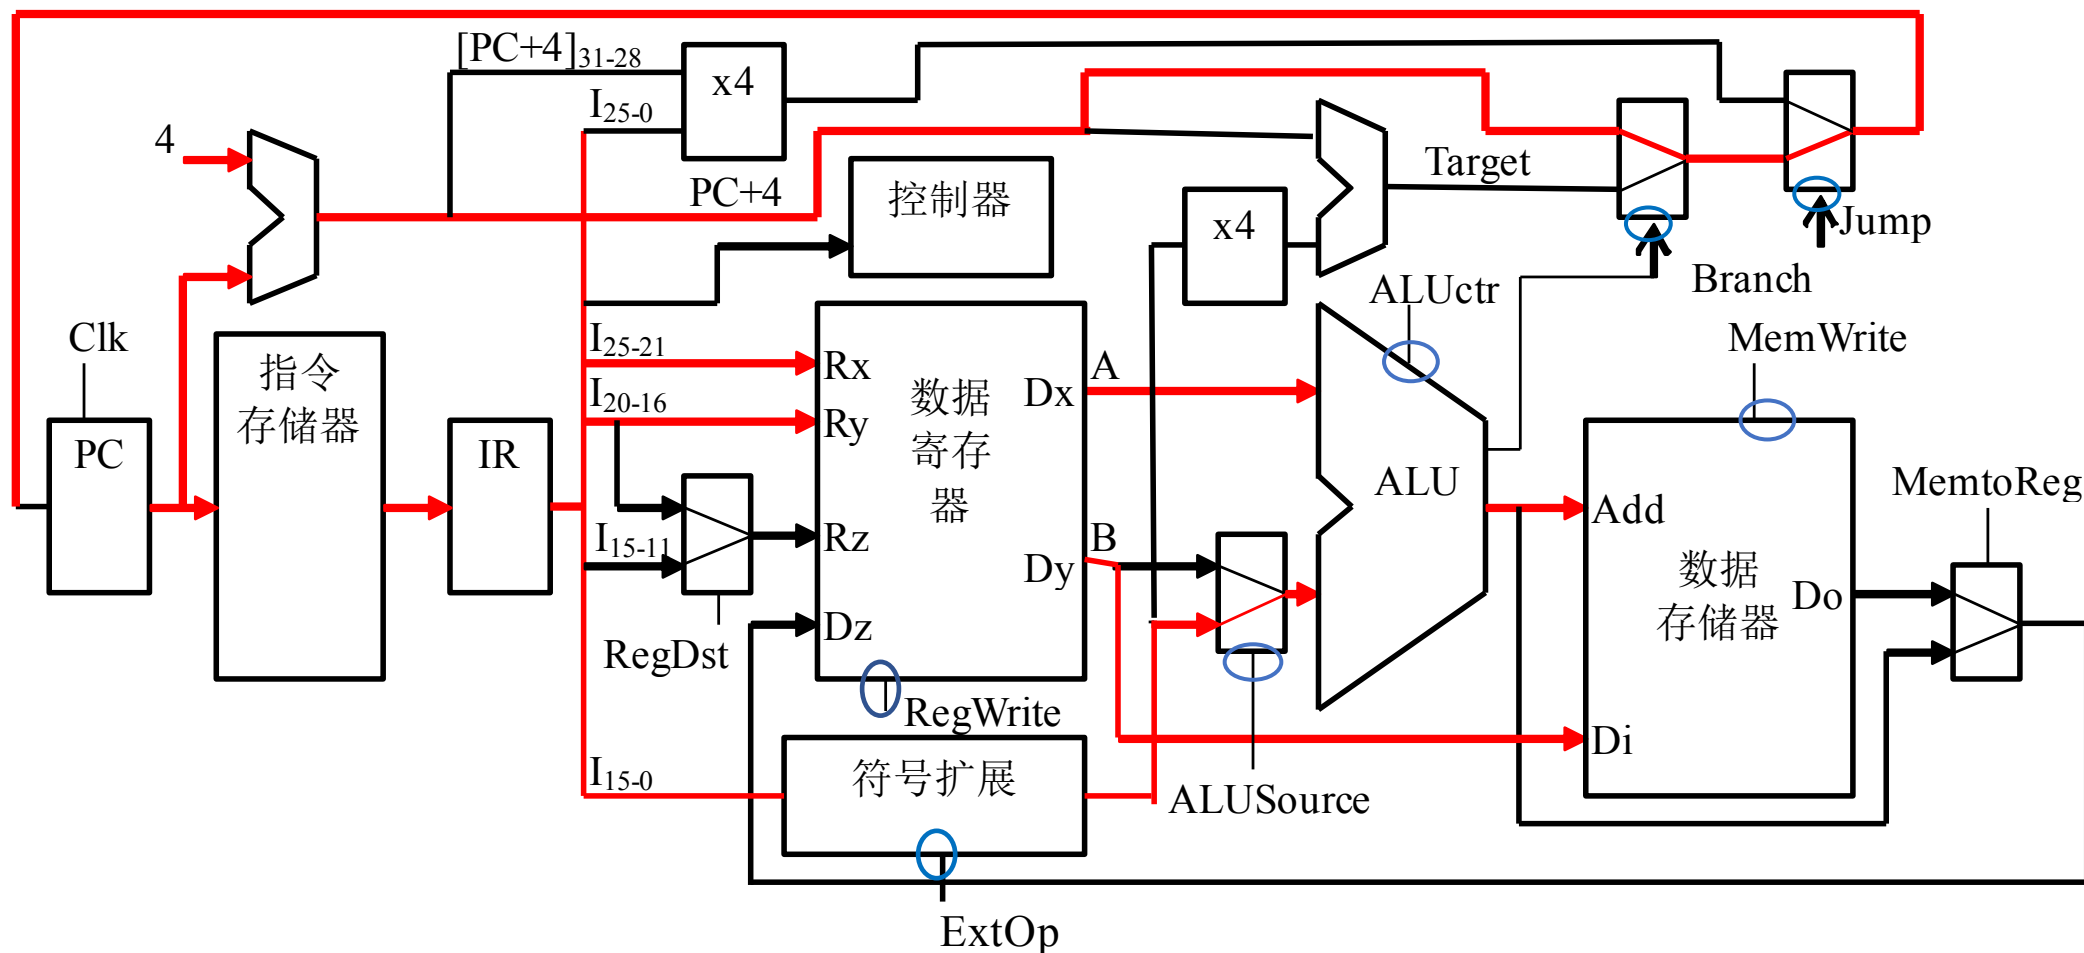 [PC+4]31-28
x4
I25-0
4
PC+4
控制器
Target
x4
Jump
Branch
ALUctr
MemWrite
Clk
指令
存储器
PC
IR
I25-21
Rx
I20-16
Ry
数据
寄存
器
Dx
A
ALU
MemtoReg
Add
I15-11
Rz
B
Dy
数据
存储器
Do
Dz
RegDst
RegWrite
Di
I15-0
符号扩展
ALUSource
ExtOp